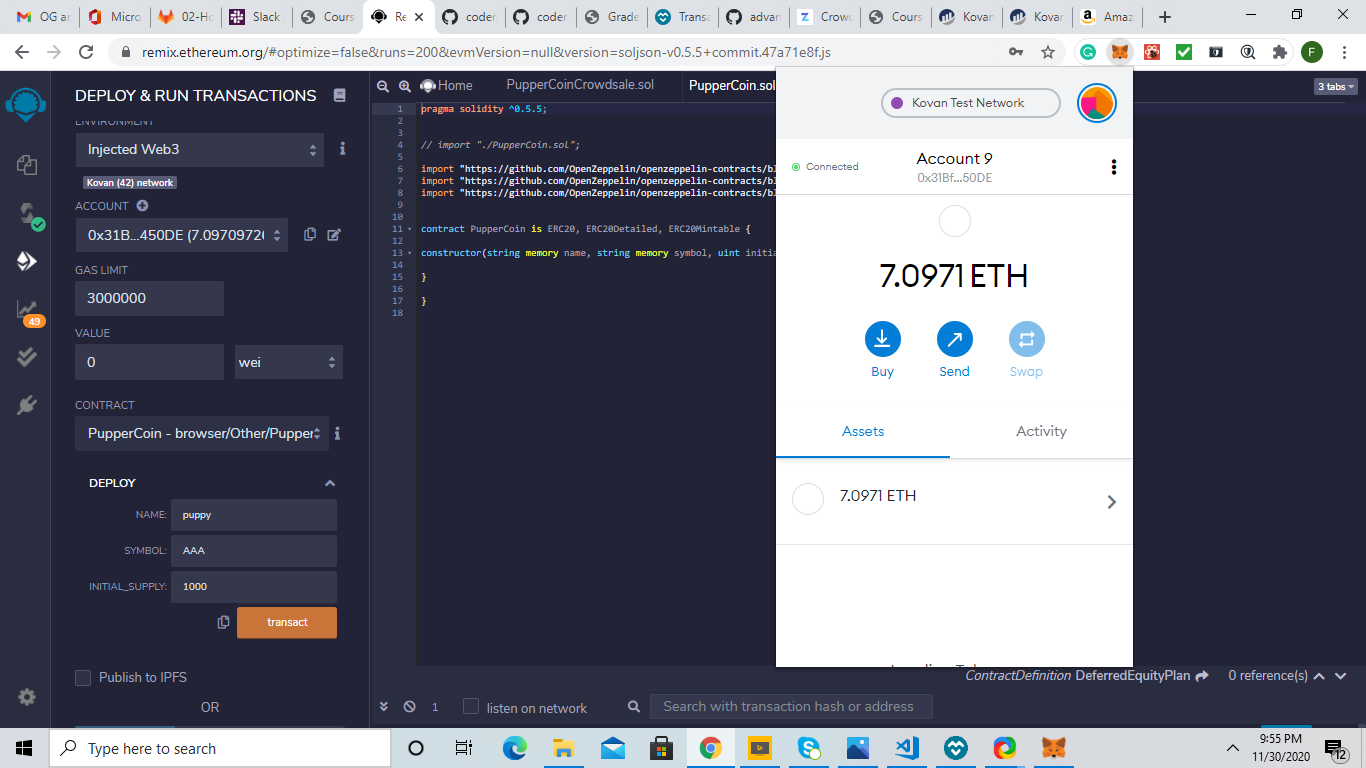 OG ar
Micro
02-Ho
Slack
Cours
Re
coder
coder
Grade
Transa
advan
Crowd
Cours
Kovan
Kovan
Amaz
remix.ethereum.org/#optimize=false&runs=200&evmVersion=null&version=soljson-v0.5.5+commit.47a71e8f.js
F
DEPLOY & RUN TRANSACTIONS
ENVIRONMENT
Injected Web3
Kovan (42) network
ACCOUNT
0x31B...450DE (7.09709726
GAS LIMIT
3000000
VALUE
0
wei
CONTRACT
PupperCoin - browser/Other/Pupper
DEPLOY
NAME:
puppy
SYMBOL:
AAA
INITIAL_SUPPLY:
1000
transact
Publish to IPFS
OR
49
Home
PupperCoinCrowdsale.sol
PupperCoin.sol
3 tabs
1 pragma solidity ^0.5.5;
2
3
4 // import "./PupperCoin.sol";
5
6 import "https://github.com/OpenZeppelin/openzeppelin-contracts/bl
7 import "https://github.com/OpenZeppelin/openzeppelin-contracts/bl
8 import "https://github.com/OpenZeppelin/openzeppelin-contracts/bl
9
10
11 contract PupperCoin is ERC20, ERC20Detailed, ERC20Mintable {
12
13 constructor(string memory name, string memory symbol, uint initia
14
15 }
16
17 }
18
Kovan Test Network
Connected
Account 9
0x31Bf...50DE
7.0971 ETH
Buy
Send
Swap
Assets
Activity
7.0971 ETH
ContractDefinition DeferredEquityPlan
0 reference(s)
1
listen on network
Search with transaction hash or address
Type here to search
9:55 PM
11/30/2020
12